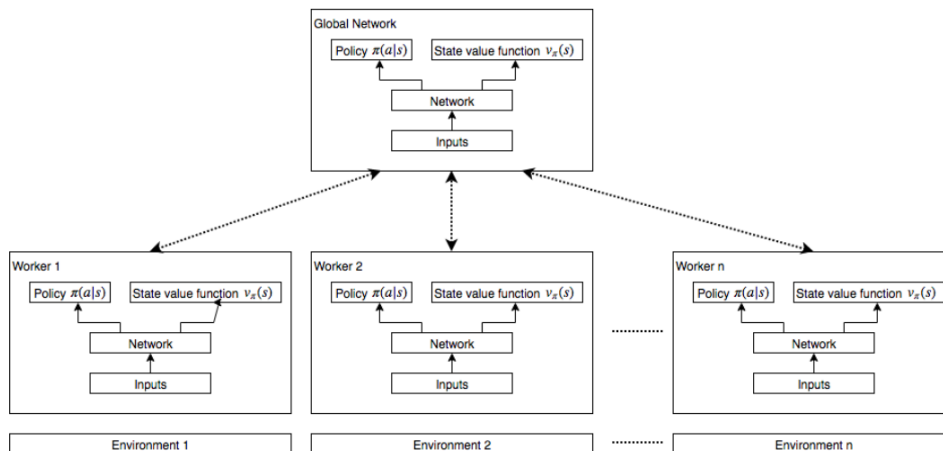 Global Network
Policy π(a|s) State value function vπ(s)
Network
Inputs
Worker 1 Worker 2 Worker n
Policy π(a|s) State value function vπ(s) Policy π(a|s) State value function vπ(s) Policy π(a|s) State value function vπ(s)
Network Network Network
Inputs Inputs Inputs
Environment 1 Environment 2 Environment n